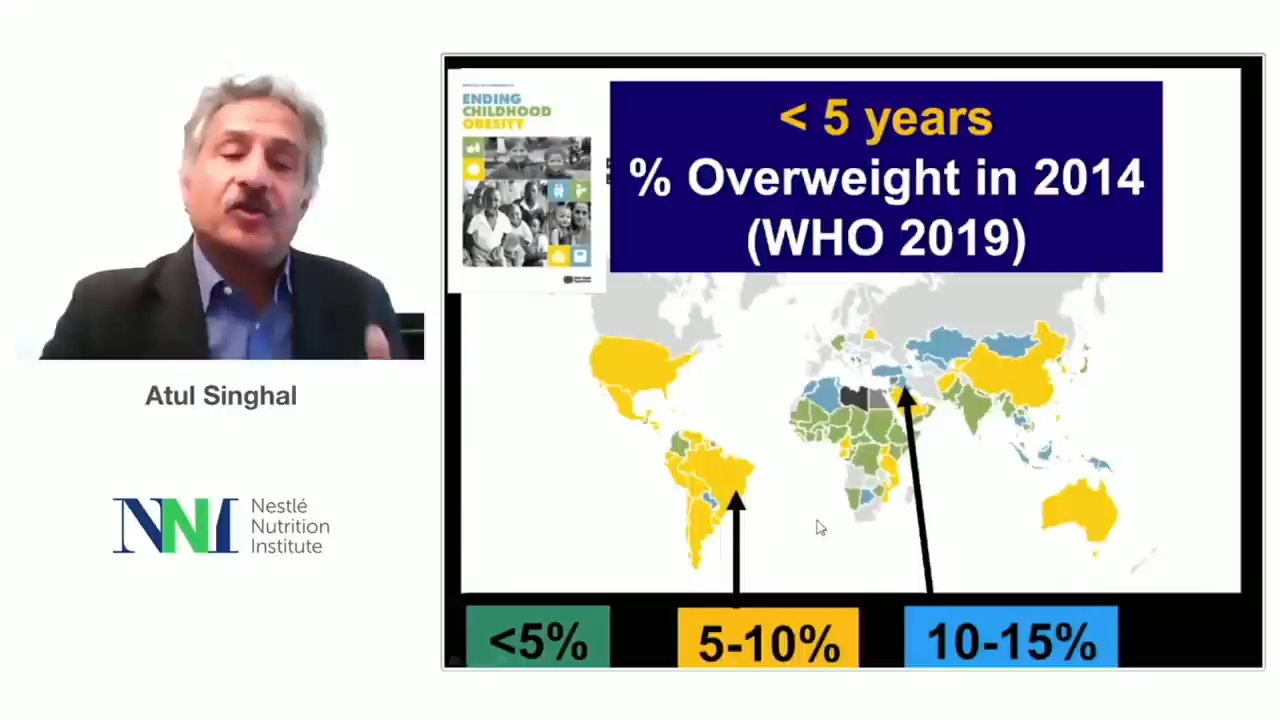 ENDING
CHILDHOOD
OBESITY
< 5 years
% Overweight in 2014
(WHO 2019)
Atul Singhal
NNI
Nestlé
Nutrition
Institute
<5%
5-10%
10-15%